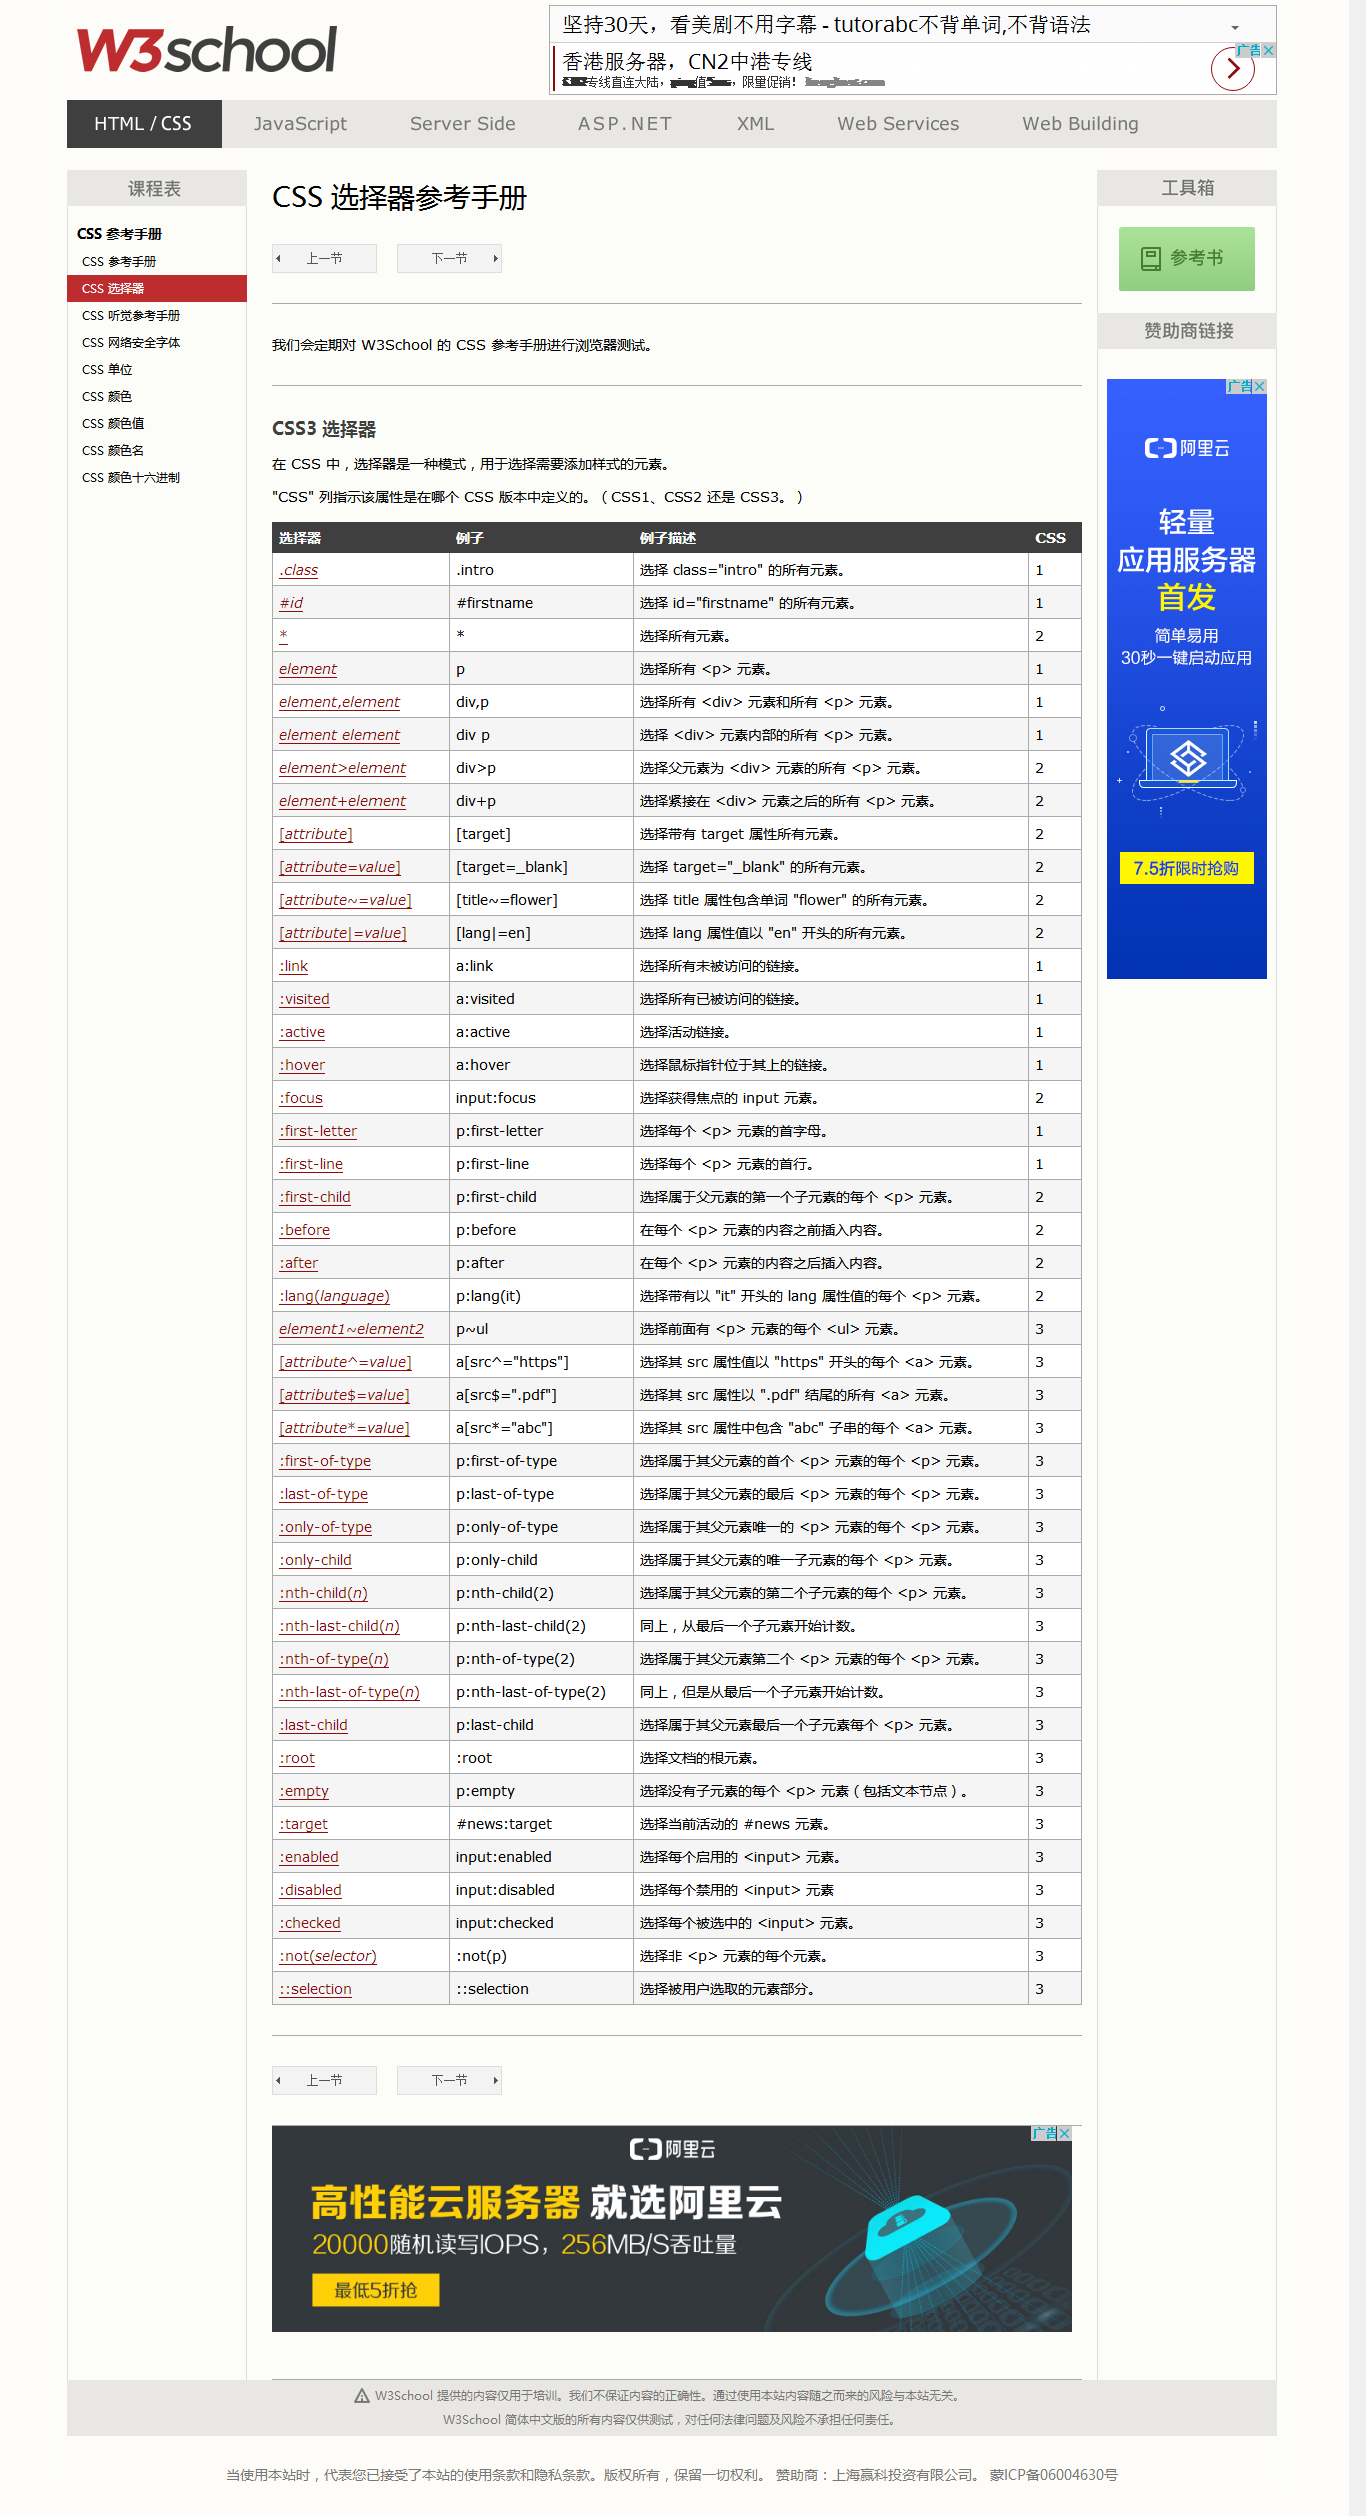 W3school
坚持30天，看美剧不用字幕 - tutorabc不背单词,不背语法
香港服务器，CN2中港专线
专线直连大陆，
值
，限量促销！
广告
HTML / CSS
JavaScript
Server Side
ASP.NET
XML
Web Services
Web Building
课程表
CSS 参考手册
CSS 参考手册
CSS 选择器
CSS 听觉参考手册
CSS 网络安全字体
CSS 单位
CSS 颜色
CSS 颜色值
CSS 颜色名
CSS 颜色十六进制
CSS 选择器参考手册
上一节
下一节
我们会定期对 W3School 的 CSS 参考手册进行浏览器测试。
CSS3 选择器
在 CSS 中，选择器是一种模式，用于选择需要添加样式的元素。
"CSS" 列指示该属性是在哪个 CSS 版本中定义的。（CSS1、CSS2 还是 CSS3。）
选择器 例子 例子描述 CSS
.class .intro 选择 class="intro" 的所有元素。 1
#id #firstname 选择 id="firstname" 的所有元素。 1
* * 选择所有元素。 2
element p 选择所有 <p> 元素。 1
element,element div,p 选择所有 <div> 元素和所有 <p> 元素。 1
element element div p 选择 <div> 元素内部的所有 <p> 元素。 1
element>element div>p 选择父元素为 <div> 元素的所有 <p> 元素。 2
element+element div+p 选择紧接在 <div> 元素之后的所有 <p> 元素。 2
[attribute] [target] 选择带有 target 属性所有元素。 2
[attribute=value] [target=_blank] 选择 target="_blank" 的所有元素。 2
[attribute~=value] [title~=flower] 选择 title 属性包含单词 "flower" 的所有元素。 2
[attribute|=value] [lang|=en] 选择 lang 属性值以 "en" 开头的所有元素。 2
:link a:link 选择所有未被访问的链接。 1
:visited a:visited 选择所有已被访问的链接。 1
:active a:active 选择活动链接。 1
:hover a:hover 选择鼠标指针位于其上的链接。 1
:focus input:focus 选择获得焦点的 input 元素。 2
:first-letter p:first-letter 选择每个 <p> 元素的首字母。 1
:first-line p:first-line 选择每个 <p> 元素的首行。 1
:first-child p:first-child 选择属于父元素的第一个子元素的每个 <p> 元素。 2
:before p:before 在每个 <p> 元素的内容之前插入内容。 2
:after p:after 在每个 <p> 元素的内容之后插入内容。 2
:lang(language) p:lang(it) 选择带有以 "it" 开头的 lang 属性值的每个 <p> 元素。 2
element1~element2 p~ul 选择前面有 <p> 元素的每个 <ul> 元素。 3
[attribute^=value] a[src^="https"] 选择其 src 属性值以 "https" 开头的每个 <a> 元素。 3
[attribute$=value] a[src$=".pdf"] 选择其 src 属性以 ".pdf" 结尾的所有 <a> 元素。 3
[attribute*=value] a[src*="abc"] 选择其 src 属性中包含 "abc" 子串的每个 <a> 元素。 3
:first-of-type p:first-of-type 选择属于其父元素的首个 <p> 元素的每个 <p> 元素。 3
:last-of-type p:last-of-type 选择属于其父元素的最后 <p> 元素的每个 <p> 元素。 3
:only-of-type p:only-of-type 选择属于其父元素唯一的 <p> 元素的每个 <p> 元素。 3
:only-child p:only-child 选择属于其父元素的唯一子元素的每个 <p> 元素。 3
:nth-child(n) p:nth-child(2) 选择属于其父元素的第二个子元素的每个 <p> 元素。 3
:nth-last-child(n) p:nth-last-child(2) 同上，从最后一个子元素开始计数。 3
:nth-of-type(n) p:nth-of-type(2) 选择属于其父元素第二个 <p> 元素的每个 <p> 元素。 3
:nth-last-of-type(n) p:nth-last-of-type(2) 同上，但是从最后一个子元素开始计数。 3
:last-child p:last-child 选择属于其父元素最后一个子元素每个 <p> 元素。 3
:root :root 选择文档的根元素。 3
:empty p:empty 选择没有子元素的每个 <p> 元素（包括文本节点）。 3
:target #news:target 选择当前活动的 #news 元素。 3
:enabled input:enabled 选择每个启用的 <input> 元素。 3
:disabled input:disabled 选择每个禁用的 <input> 元素 3
:checked input:checked 选择每个被选中的 <input> 元素。 3
:not(selector) :not(p) 选择非 <p> 元素的每个元素。 3
::selection ::selection 选择被用户选取的元素部分。 3
上一节
下一节
广告
阿里云
高性能云服务器 就选阿里云
20000随机读写IOPS，256MB/S吞吐量
最低5折抢
工具箱
参考书
赞助商链接
广告
阿里云
轻量
应用服务器
首发
简单易用
30秒一键启动应用
7.5折限时抢购
W3School 提供的内容仅用于培训。我们不保证内容的正确性。通过使用本站内容随之而来的风险与本站无关。
W3School 简体中文版的所有内容仅供测试，对任何法律问题及风险不承担任何责任。
当使用本站时，代表您已接受了本站的使用条款和隐私条款。版权所有，保留一切权利。 赞助商：上海赢科投资有限公司。 蒙ICP备06004630号